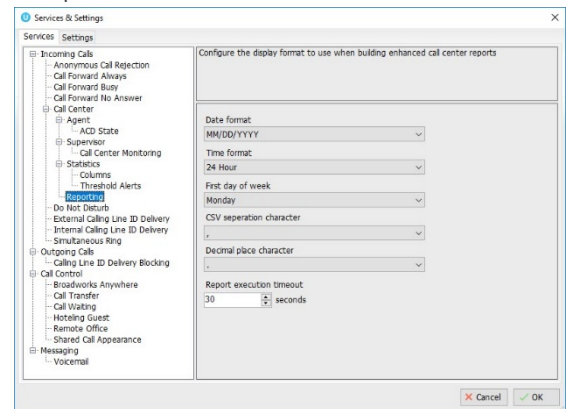 Services & Settings
Services Settings
Incoming Calls
Anonymous Call Rejection
Call Forward Always
Call Forward Busy
Call Forward No Answer
Call Center
Agent
ACD State
Supervisor
Call Center Monitoring
Statistics
Columns
Threshold Alerts
Reporting
Do Not Disturb
External Calling Line ID Delivery
Internal Calling Line ID Delivery
Simultaneous Ring
Outgoing Calls
Calling Line ID Delivery Blocking
Call Control
Broadworks Anywhere
Call Transfer
Call Waiting
Hoteling Guest
Remote Office
Shared Call Appearance
Messaging
Voicemail
Configure the display format to use when building enhanced call center reports
Date format
MM/DD/YYYY
Time format
24 Hour
First day of week
Monday
CSV seperation character
,
Decimal place character
.
Report execution timeout
30 seconds
Cancel OK